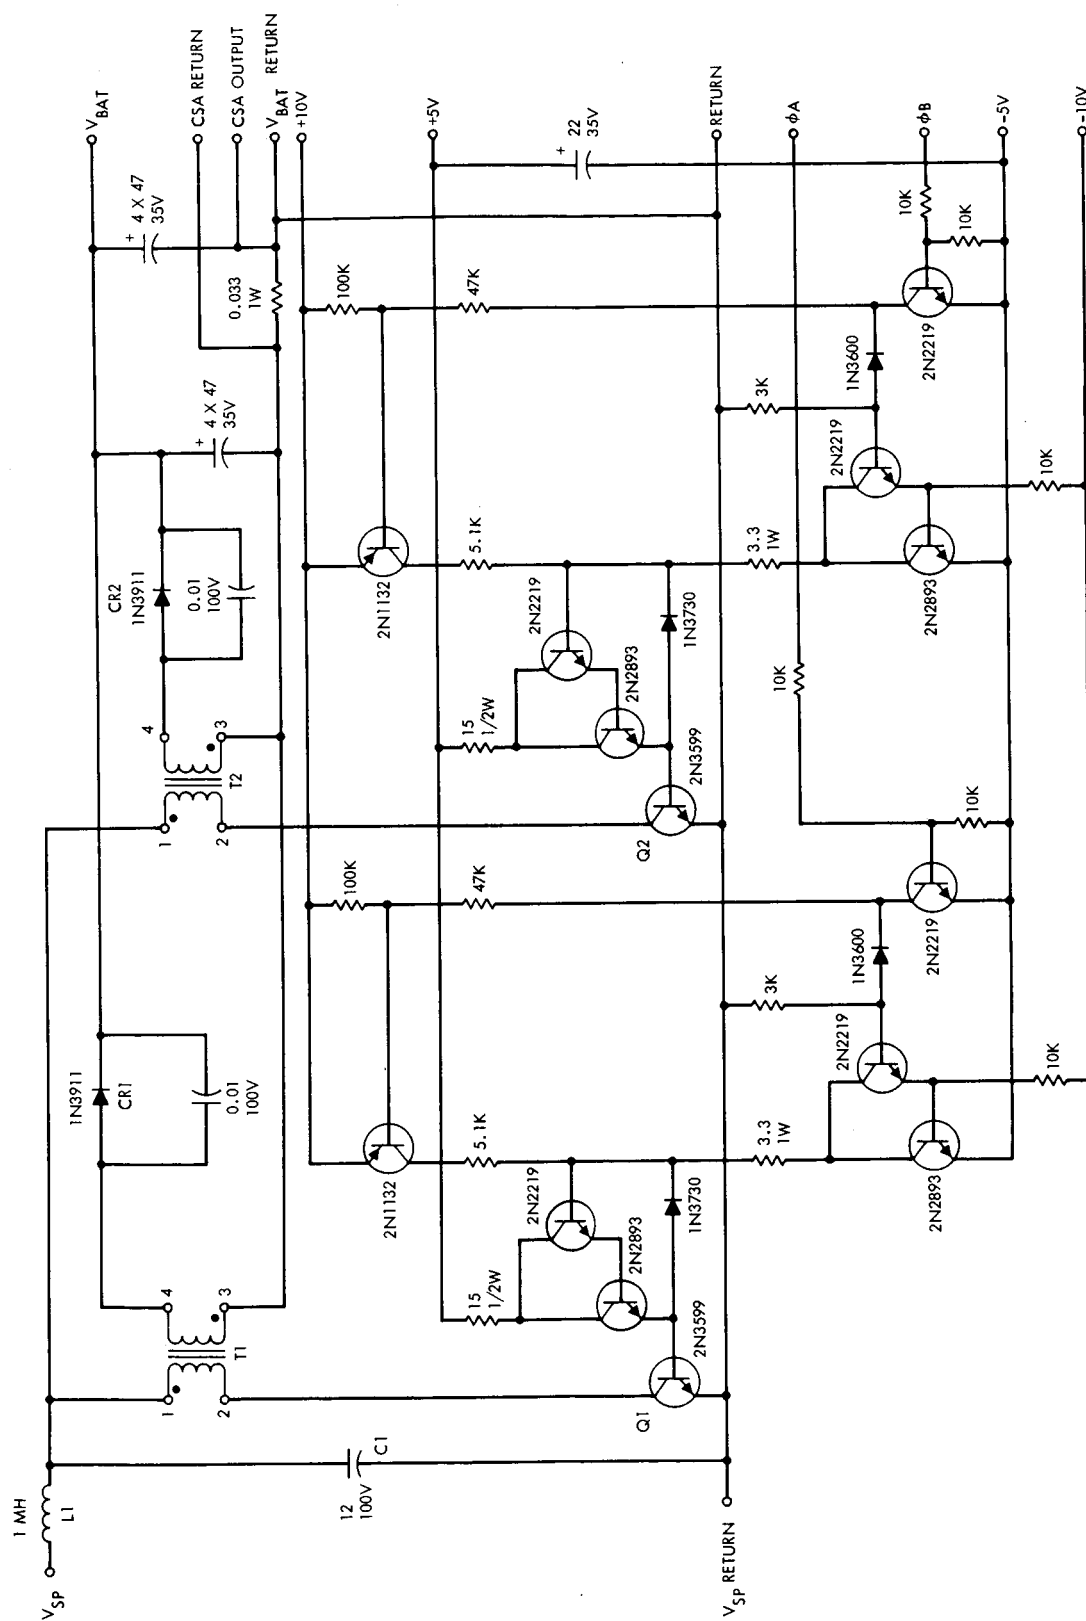 1 MH
L1
VSP
VSP RETURN
12
100V
C1
1
2
4
3
T1
1N3911
CR1
0.01
100V
1
2
4
3
T2
CR2
1N3911
0.01
100V
+
4 X 47
35V
0.033
1W
+
4 X 47
35V
VBAT
CSA RETURN
CSA OUTPUT
VBAT RETURN
+10V
+5V
22
35V
+
RETURN
φA
φB
-5V
-10V
Q1
2N3599
15
1/2W
2N2219
2N2893
1N3730
2N1132
5.1K
100K
47K
3.3
1W
2N2893
2N2219
3K
1N3600
2N2219
10K
10K
10K
Q2
2N3599
15
1/2W
2N2219
2N2893
1N3730
2N1132
5.1K
100K
47K
3.3
1W
2N2893
2N2219
3K
1N3600
2N2219
10K
10K
10K